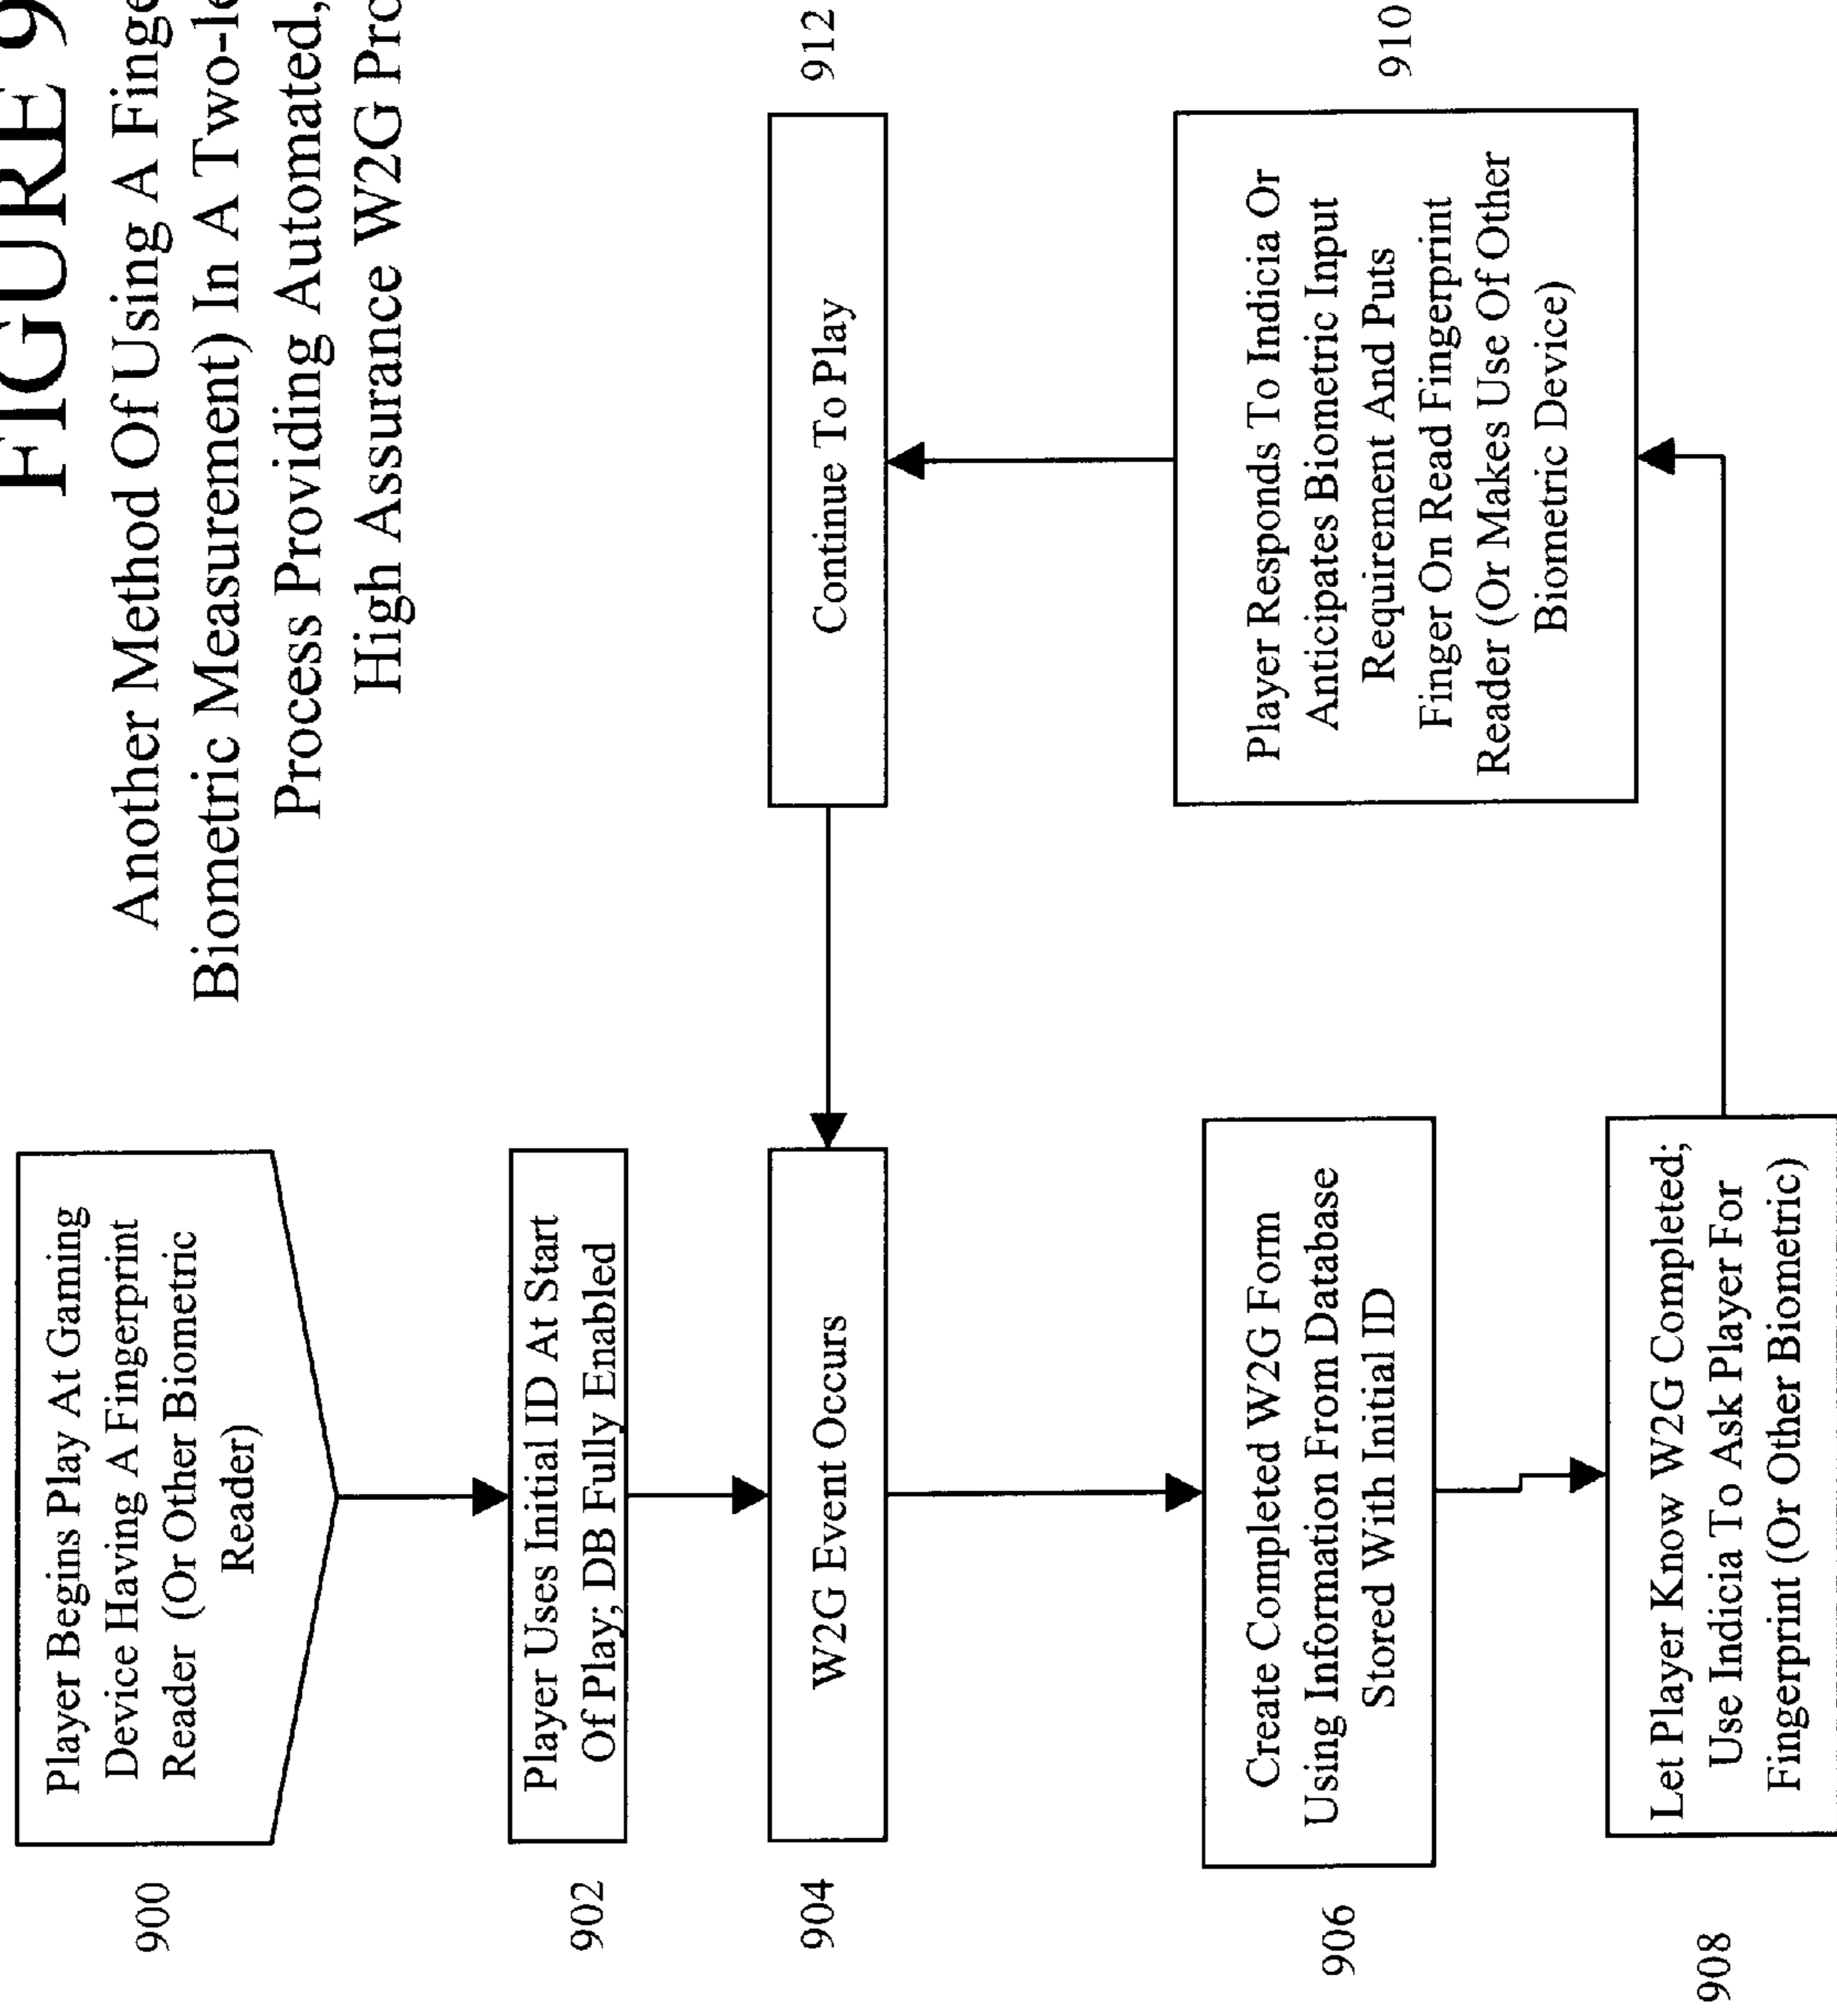 FIGURE 9
Another Method Of Using A Finge
Biometric Measurement) In A Two-le
Process Providing Automated,
High Assurance W2G Pro
900
Player Begins Play At Gaming
Device Having A Fingerprint
Reader (Or Other Biometric
Reader)
902
Player Uses Initial ID At Start
Of Play; DB Fully Enabled
904
W2G Event Occurs
906
Create Completed W2G Form
Using Information From Database
Stored With Initial ID
908
Let Player Know W2G Completed;
Use Indicia To Ask Player For
Fingerprint (Or Other Biometric)
Player Responds To Indicia Or
Anticipates Biometric Input
Requirement And Puts
Finger On Read Fingerprint
Reader (Or Makes Use Of Other
Biometric Device)
910
Continue To Play
912